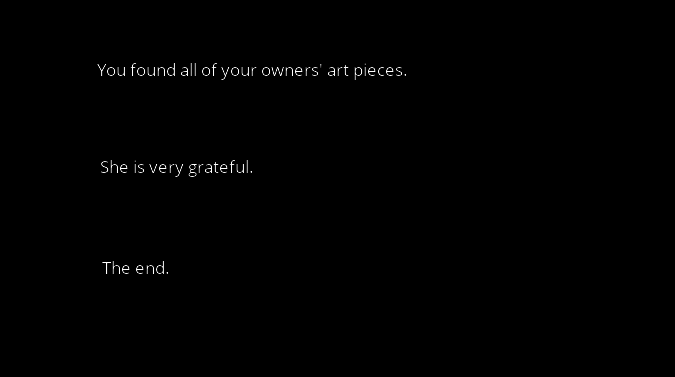 You found all of your owners' art pieces.
She is very grateful.
The end.